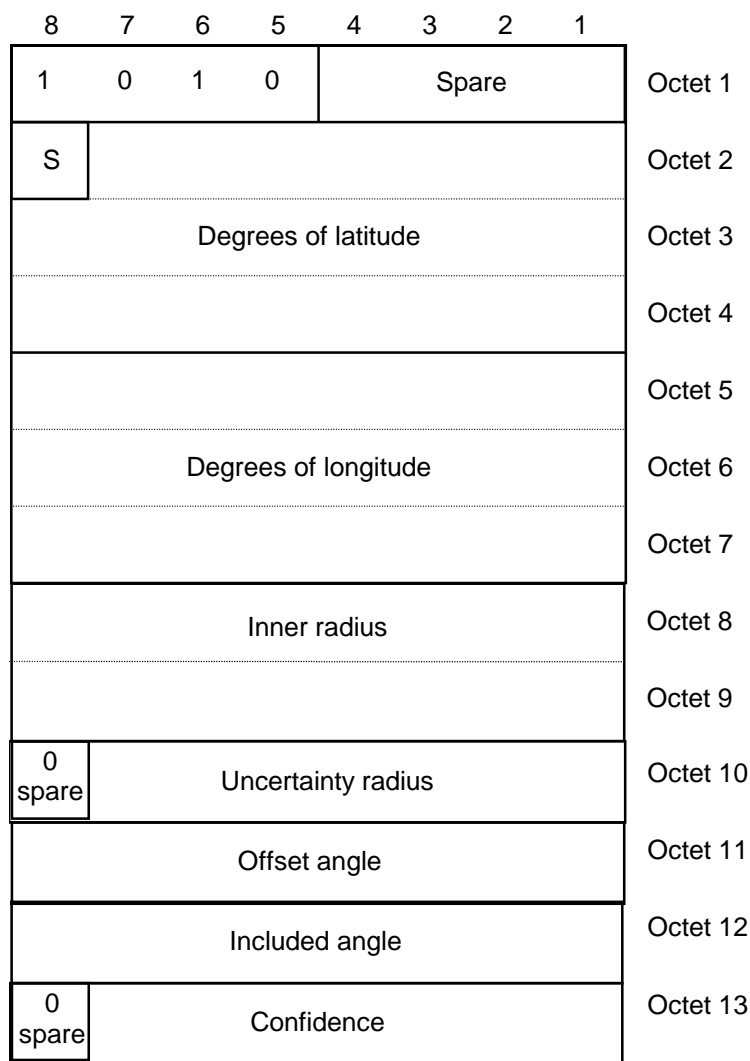 8 7 6 5 4 3 2 1
1 0 1 0 Spare Octet 1
S Octet 2
Degrees of latitude Octet 3
Octet 4
Octet 5
Degrees of longitude Octet 6
Octet 7
Inner radius Octet 8
Octet 9
0
spare Uncertainty radius Octet 10
Offset angle Octet 11
Included angle Octet 12
0
spare Confidence Octet 13